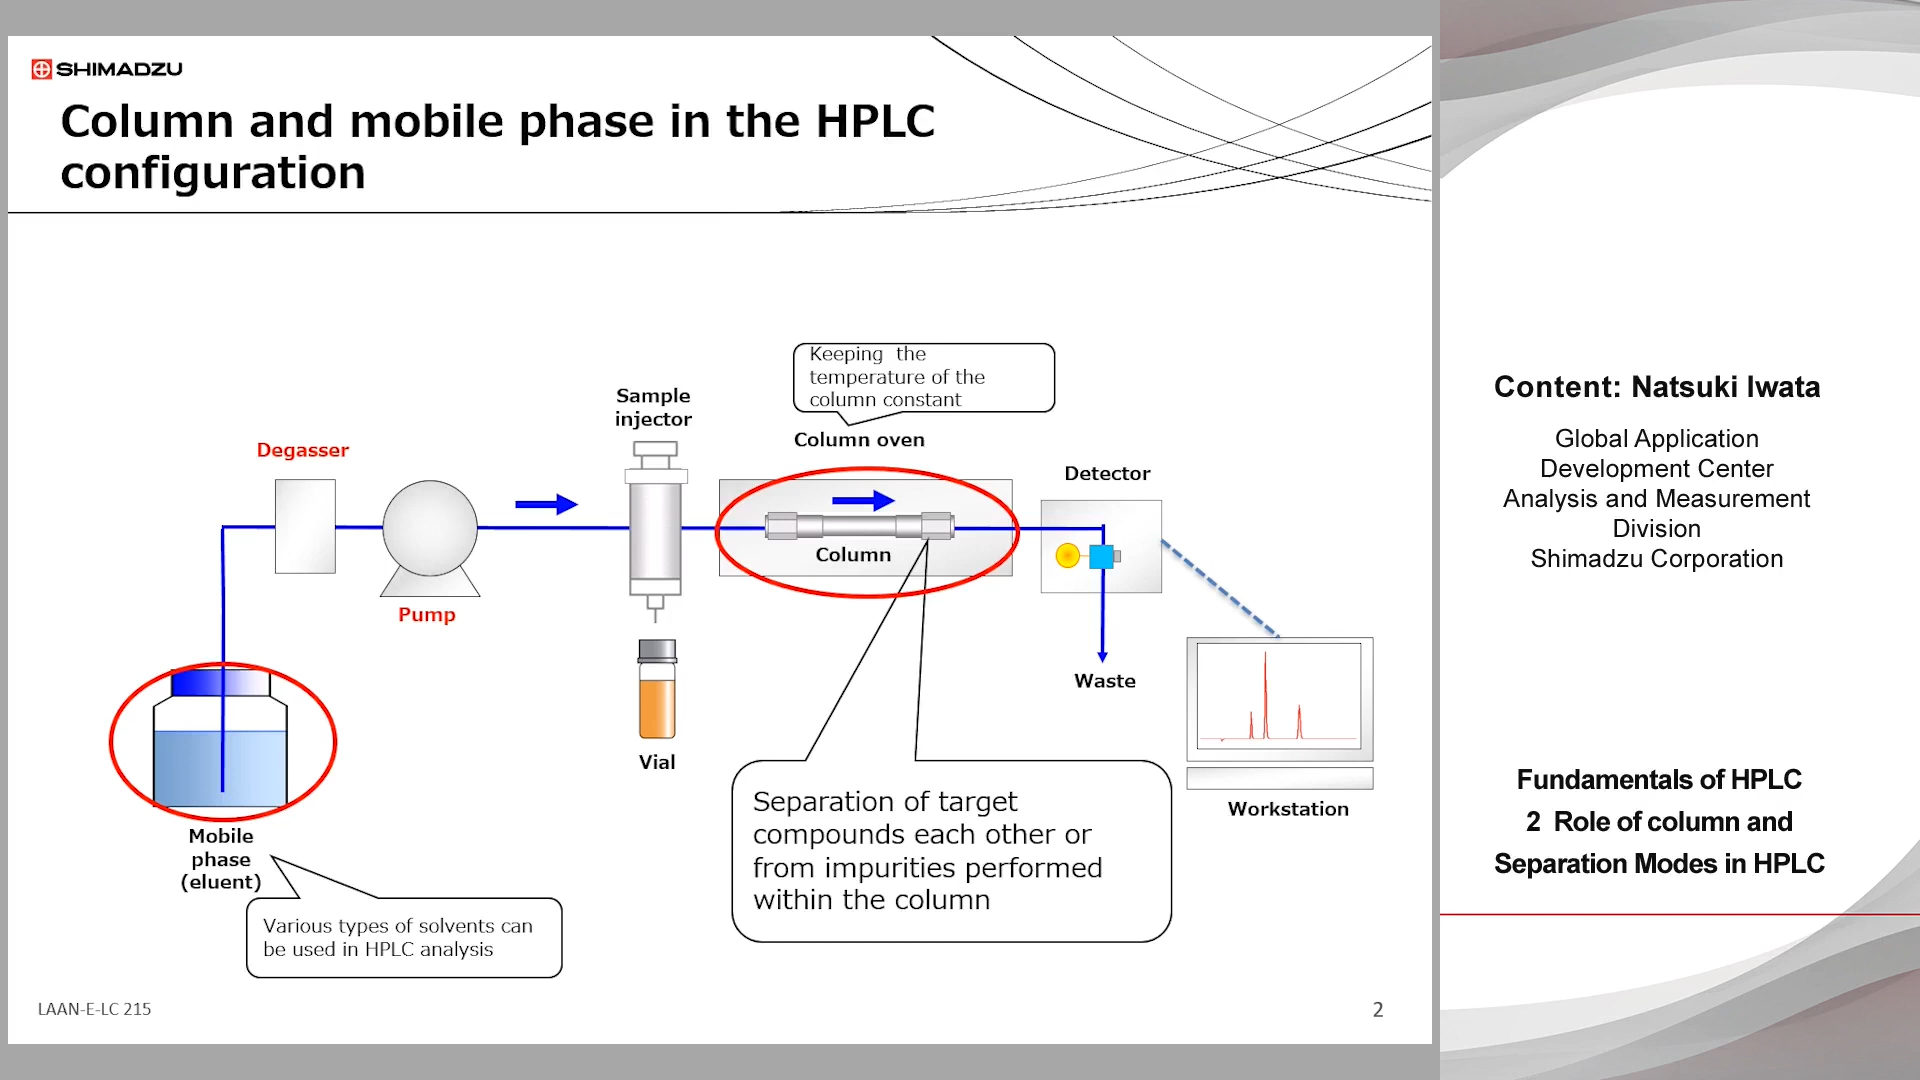 SHIMADZU
Column and mobile phase in the HPLC
configuration
Keeping the
temperature of the
column constant
Sample
injector
Column oven
Degasser
Detector
Column
Pump
Waste
Vial
Mobile
phase
(eluent)
Workstation
Separation of target
compounds each other or
from impurities performed
within the column
Various types of solvents can
be used in HPLC analysis
LAAN-E-LC 215
2
Content: Natsuki Iwata
Global Application
Development Center
Analysis and Measurement
Division
Shimadzu Corporation
Fundamentals of HPLC
2 Role of column and
Separation Modes in HPLC